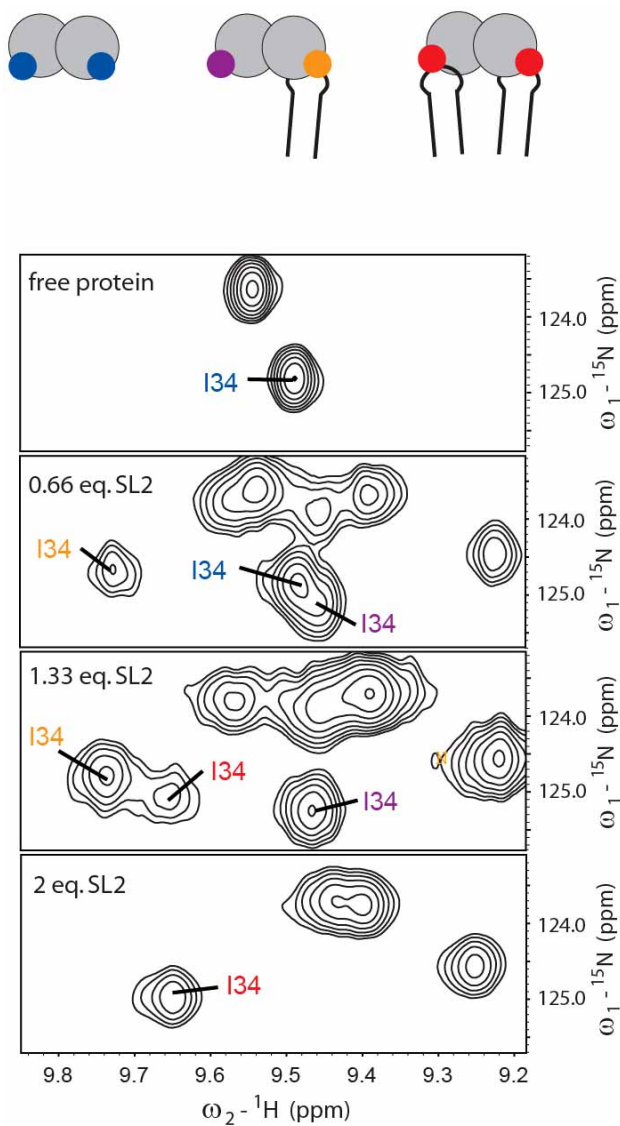 free protein
I34
124.0
125.0
ω1 - 15N (ppm)
0.66 eq. SL2
I34
I34
I34
124.0
125.0
ω1 - 15N (ppm)
1.33 eq. SL2
I34
I34
I34
124.0
125.0
ω1 - 15N (ppm)
2 eq. SL2
I34
124.0
125.0
ω1 - 15N (ppm)
9.8 9.7 9.6 9.5 9.4 9.3 9.2
ω2 - 1H (ppm)